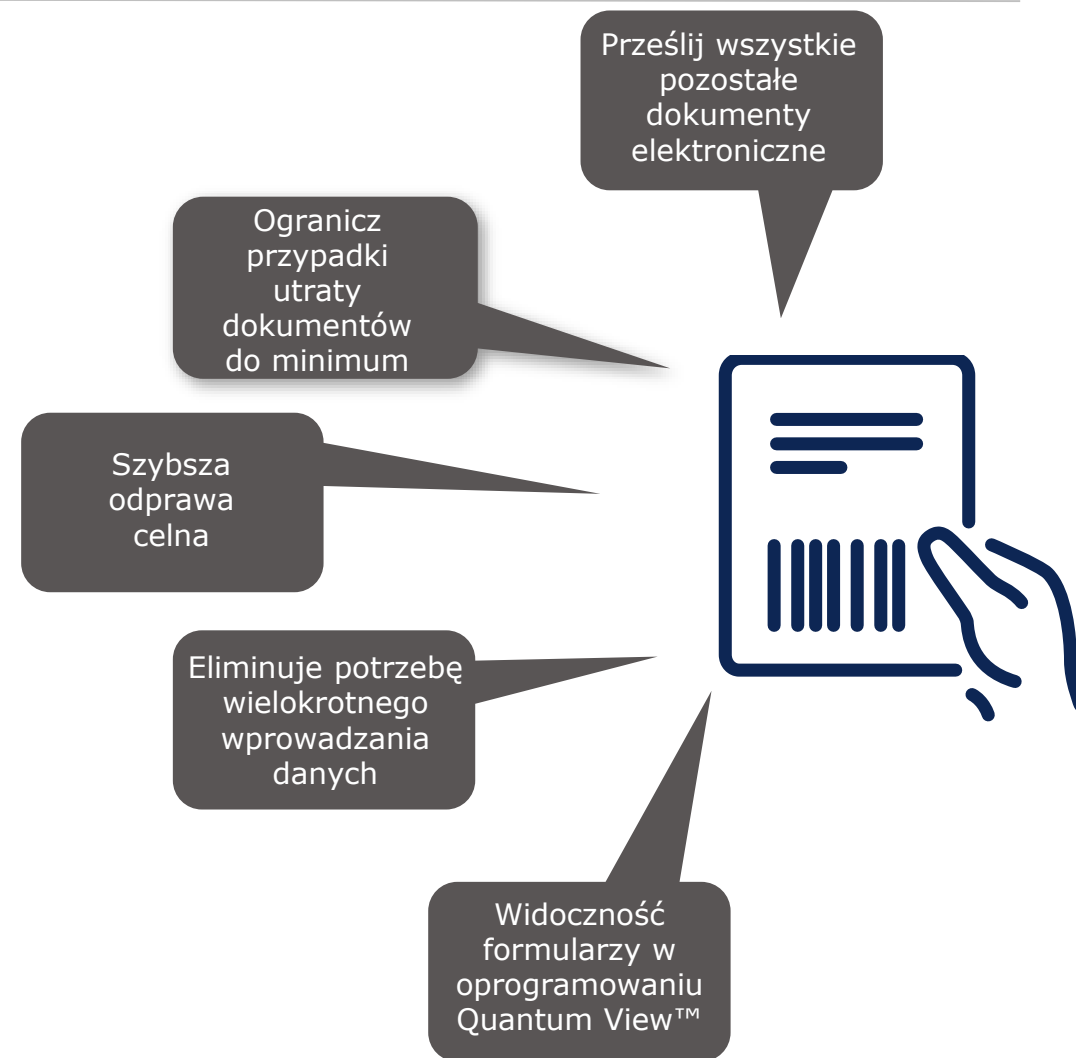 Prześlij wszystkie
pozostałe
dokumenty
elektroniczne
Ogranicz
przypadki
utraty
dokumentów
do minimum
Szybsza
odprawa
celna
Eliminuje potrzebę
wielokrotnego
wprowadzania
danych
Widoczność
formularzy w
oprogramowaniu
Quantum View™